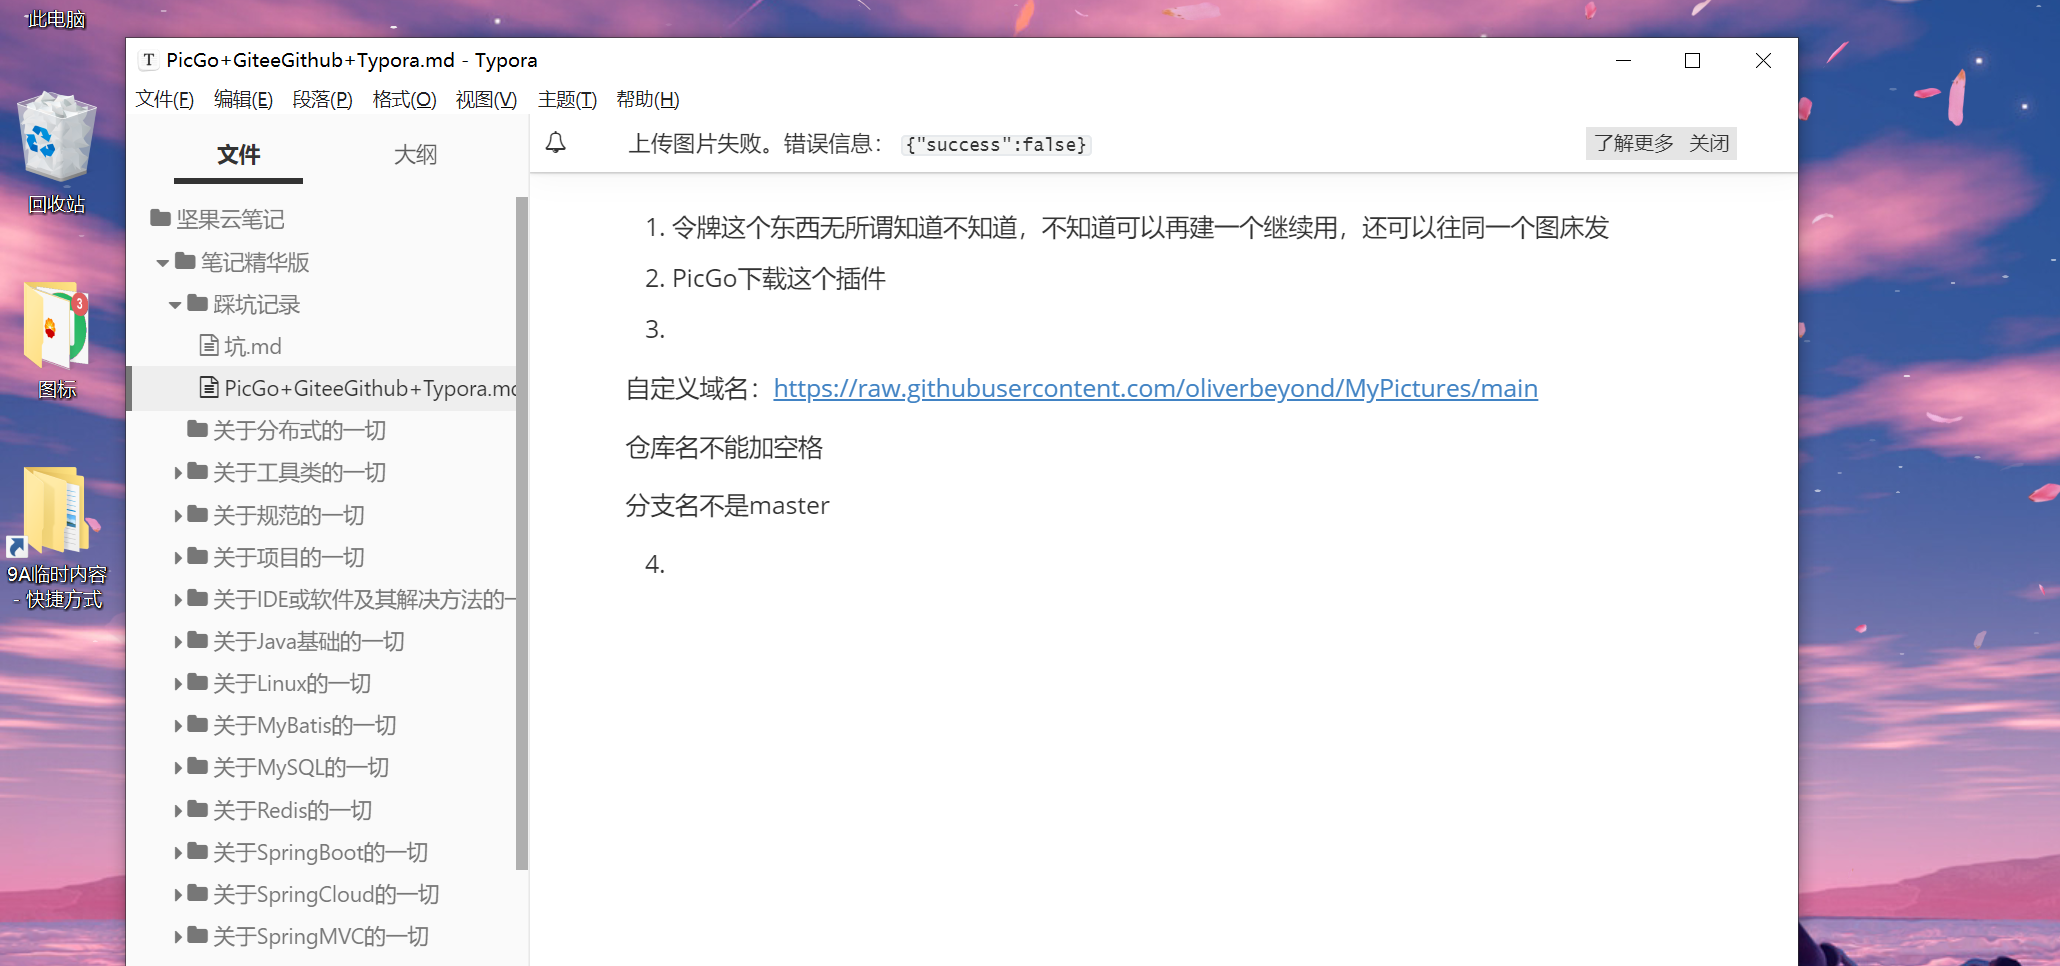 此电脑
回收站
图标
3
9A临时内容
- 快捷方式
T PicGo+GiteeGithub+Typora.md - Typora
文件(F) 编辑(E) 段落(P) 格式(O) 视图(V) 主题(T) 帮助(H)
文件 大纲
坚果云笔记
笔记精华版
踩坑记录
坑.md
PicGo+GiteeGithub+Typora.md
关于分布式的一切
关于工具类的一切
关于规范的一切
关于项目的一切
关于IDE或软件及其解决方法的一
关于Java基础的一切
关于Linux的一切
关于MyBatis的一切
关于MySQL的一切
关于Redis的一切
关于SpringBoot的一切
关于SpringCloud的一切
关于SpringMVC的一切
上传图片失败。错误信息： {"success":false} 了解更多 关闭
1. 令牌这个东西无所谓知道不知道，不知道可以再建一个继续用，还可以往同一个图床发
2. PicGo下载这个插件
3.
自定义域名：https://raw.githubusercontent.com/oliverbeyond/MyPictures/main
仓库名不能加空格
分支名不是master
4.